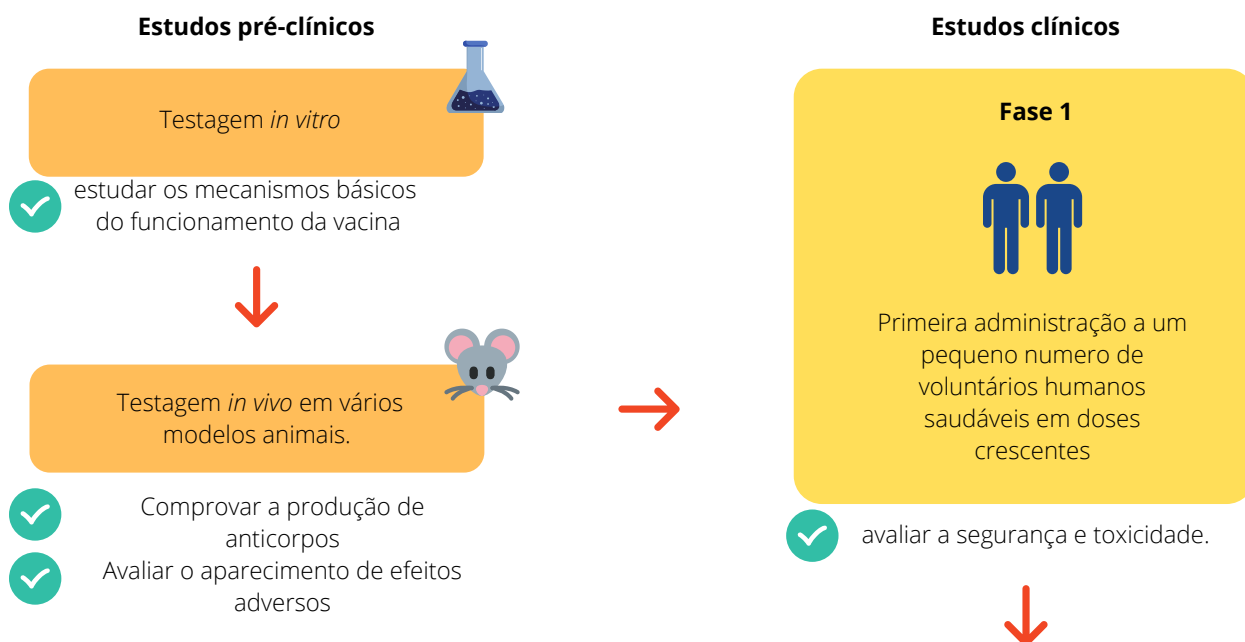 Estudos pré-clínicos
Testagem in vitro
estudar os mecanismos básicos
do funcionamento da vacina
Testagem in vivo em vários
modelos animais.
Comprovar a produção de
anticorpos
Avaliar o aparecimento de efeitos
adversos
Estudos clínicos
Fase 1
Primeira administração a um
pequeno numero de
voluntários humanos
saudáveis em doses
crescentes
avaliar a segurança e toxicidade.